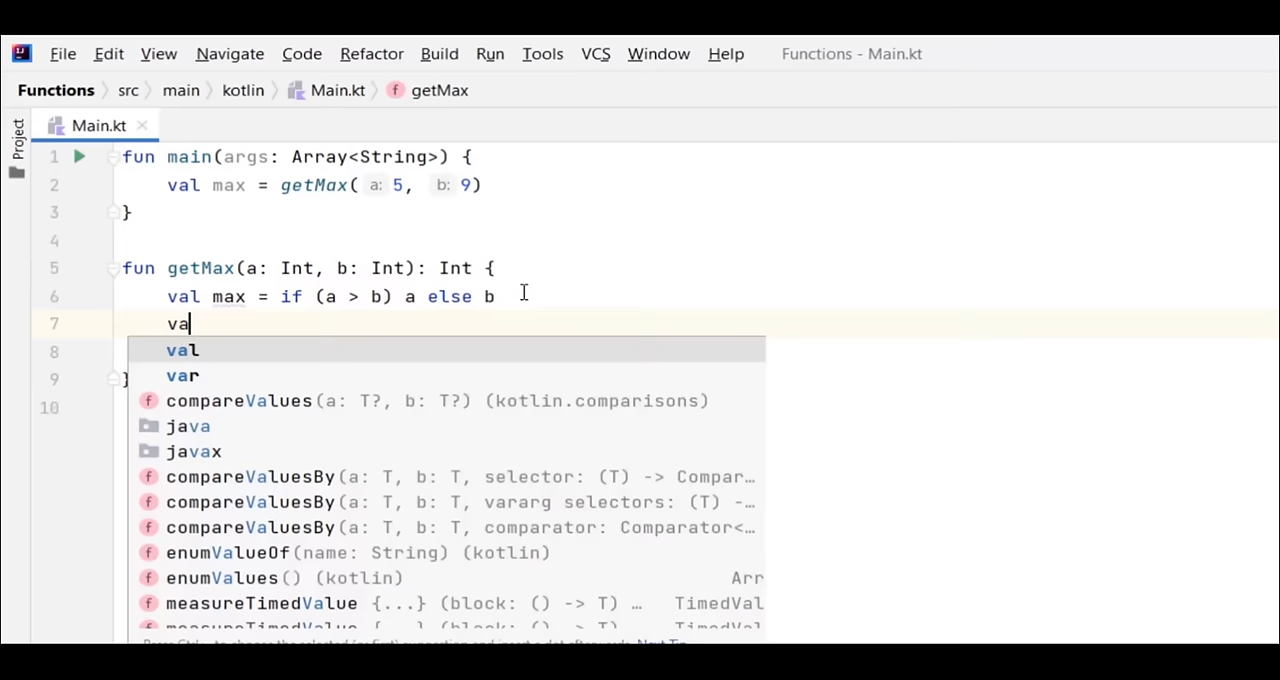 File Edit View Navigate Code Refactor Build Run Tools VCS Window Help Functions - Main.kt
Functions src main kotlin Main.kt getMax
Project
Main.kt
1 fun main(args: Array<String>) {
2 val max = getMax( a: 5, b: 9)
3 }
4
5 fun getMax(a: Int, b: Int): Int {
6 val max = if (a > b) a else b
7 va
8
9 }
10
val
var
compareValues(a: T?, b: T?) (kotlin.comparisons)
java
javax
compareValuesBy(a: T, b: T, selector: (T) -> Compar…
compareValuesBy(a: T, b: T, vararg selectors: (T) -…
compareValuesBy(a: T, b: T, comparator: Comparator<…
enumValueOf(name: String) (kotlin)
enumValues() (kotlin) Arr
measureTimedValue {...} (block: () -> T) … TimedVal
measureTimedValue {...} (block: () -> T) TimedVal